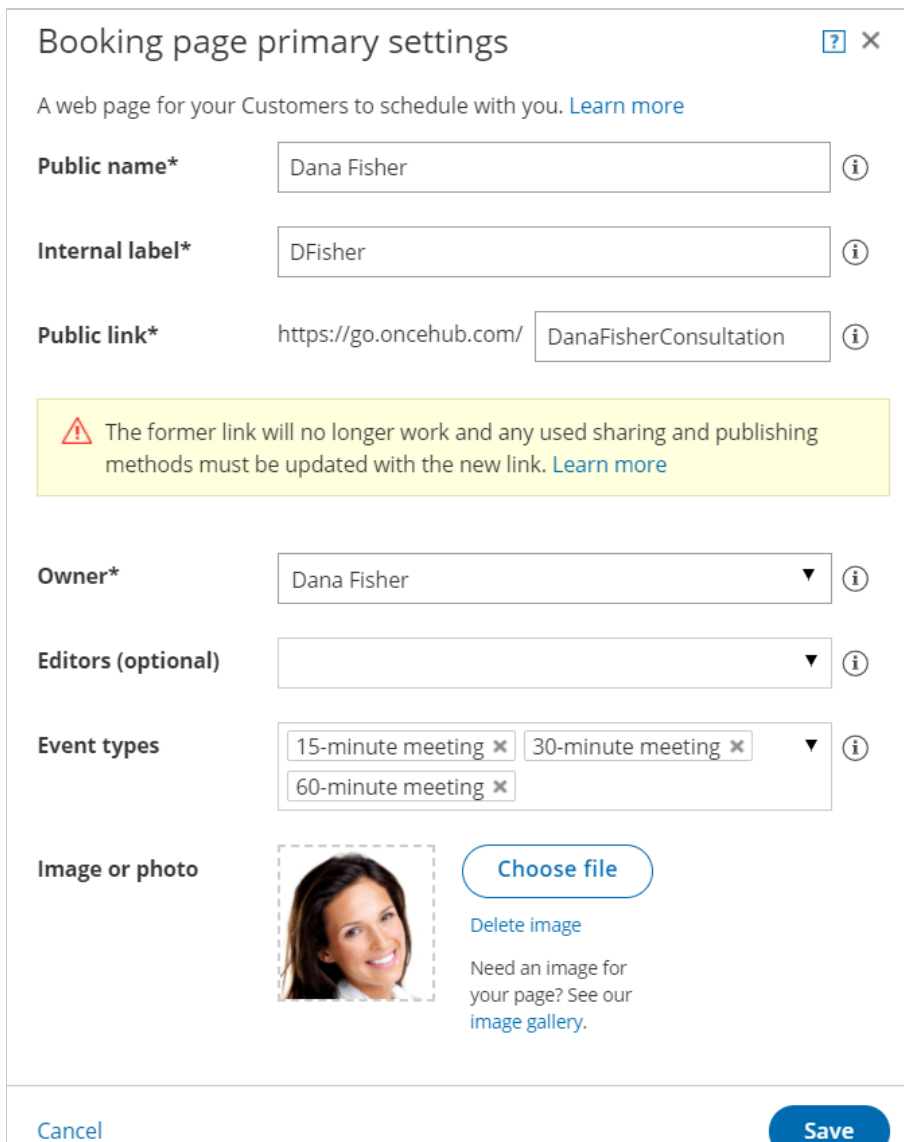 Booking page primary settings
?
A web page for your Customers to schedule with you. Learn more
Public name* Dana Fisher
Internal label* DFisher
Public link* https://go.oncehub.com/ DanaFisherConsultation
The former link will no longer work and any used sharing and publishing
methods must be updated with the new link. Learn more
Owner* Dana Fisher
Editors (optional)
Event types 15-minute meeting 30-minute meeting
60-minute meeting
Image or photo Choose file
Delete image
Need an image for
your page? See our
image gallery.
Cancel Save